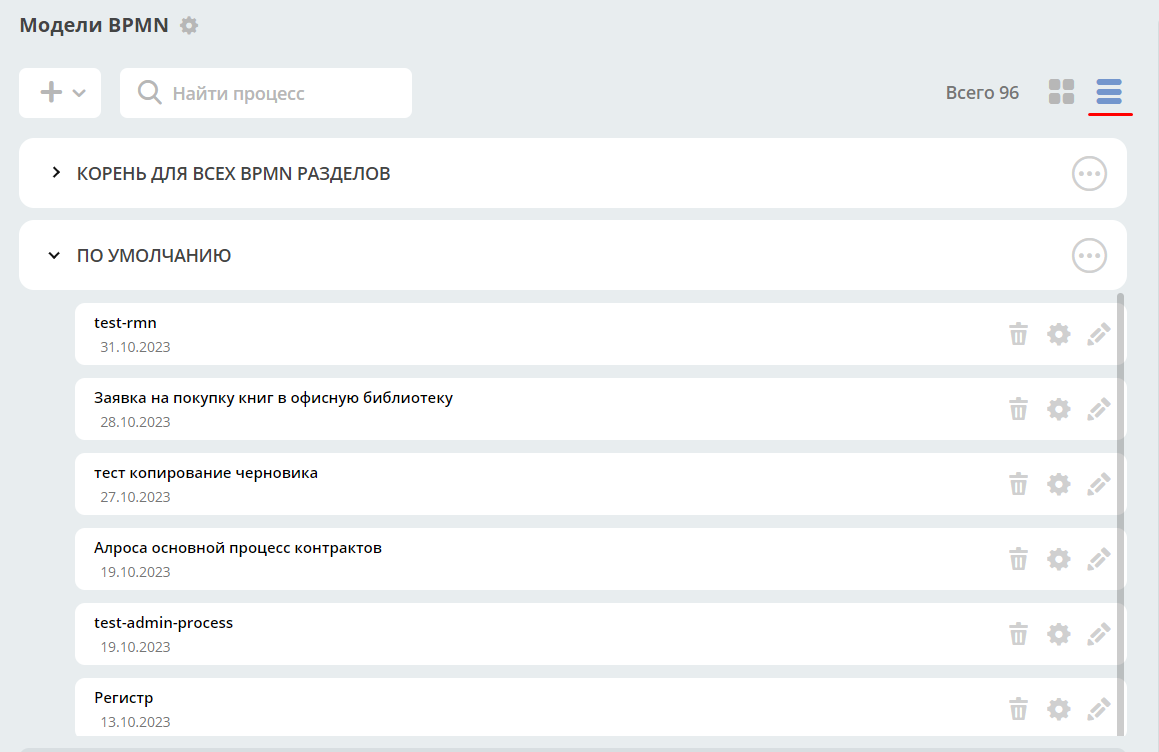 Модели BPMN
Найти процесс
Всего 96
КОРЕНЬ ДЛЯ ВСЕХ BPMN РАЗДЕЛОВ
ПО УМОЛЧАНИЮ
test-rmn
31.10.2023
Заявка на покупку книг в офисную библиотеку
28.10.2023
тест копирование черновика
27.10.2023
Алроса основной процесс контрактов
19.10.2023
test-admin-process
19.10.2023
Регистр
13.10.2023